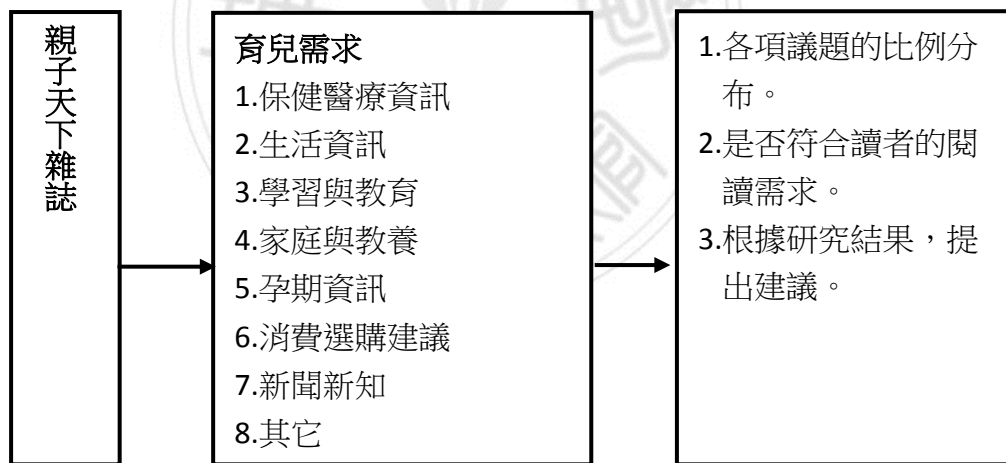 親子天下雜誌
育兒需求
1.保健醫療資訊
2.生活資訊
3.學習與教育
4.家庭與教養
5.孕期資訊
6.消費選購建議
7.新聞新知
8.其它
1.各項議題的比例分
布。
2.是否符合讀者的閱
讀需求。
3.根據研究結果，提
出建議。